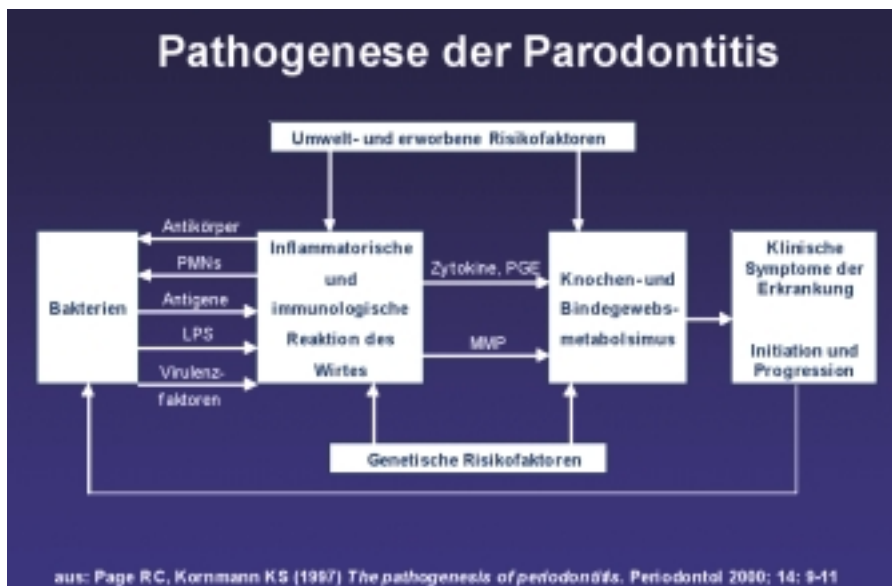 Pathogenese der Parodontitis
Umwelt- und erworbene Risikofaktoren
Bakterien
Antikörper
PMNs
Antigene
LPS
Virulenz-
faktoren
Inflammatorische
und
immunologische
Reaktion des
Wirtes
Zytokine, PGE
MMP
Knochen- und
Bindegewebs-
metabolsimus
Klinische
Symptome der
Erkrankung
Initiation und
Progression
Genetische Risikofaktoren
aus: Page RC, Kornmann KS (1997) The pathogenesis of periodontitis. Periodontol 2000; 14: 9-11